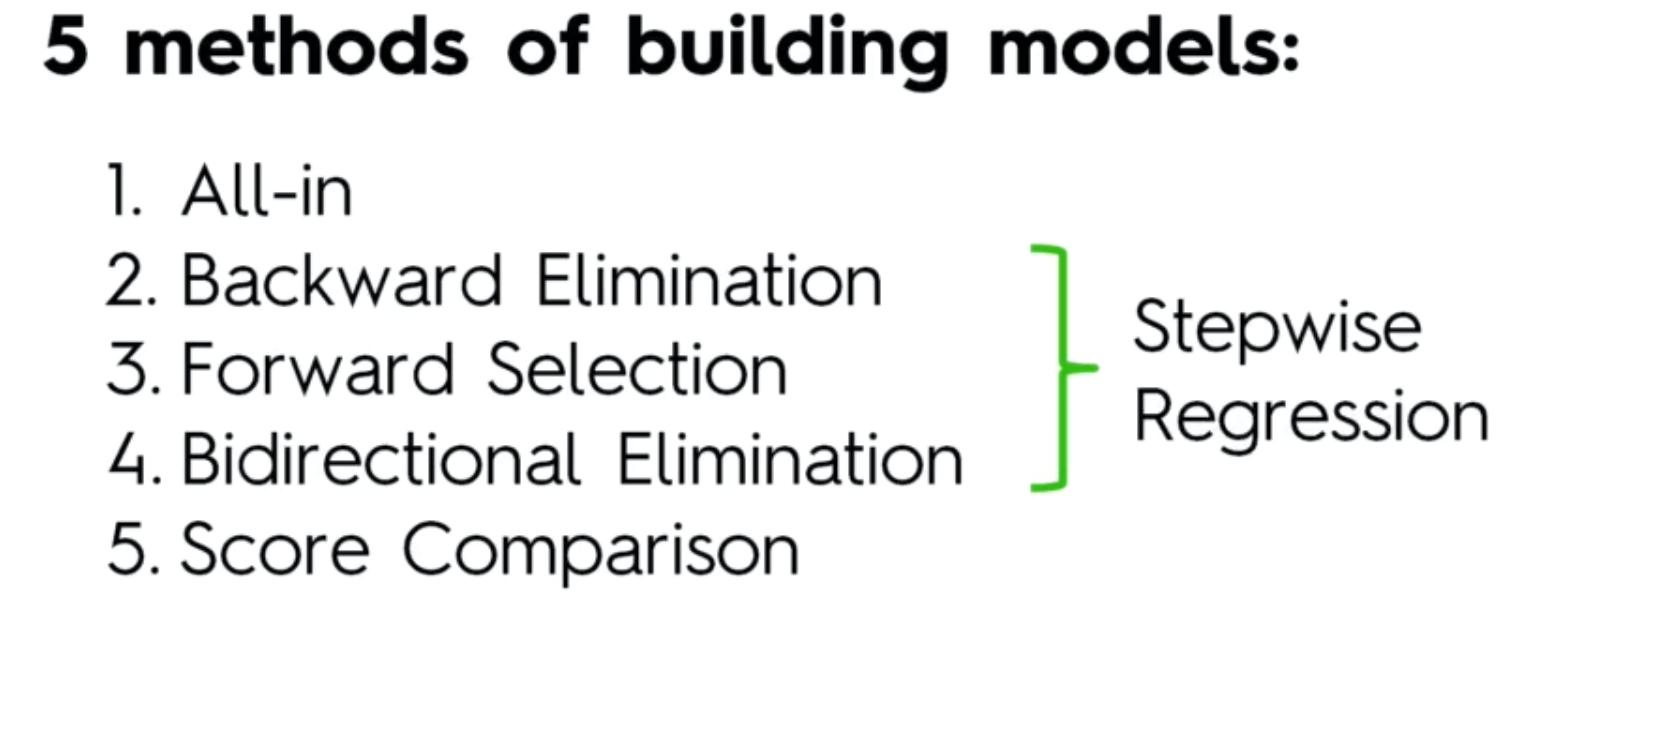 5 methods of building models:
1. All-in
2. Backward Elimination
3. Forward Selection
4. Bidirectional Elimination
5. Score Comparison
Stepwise
Regression